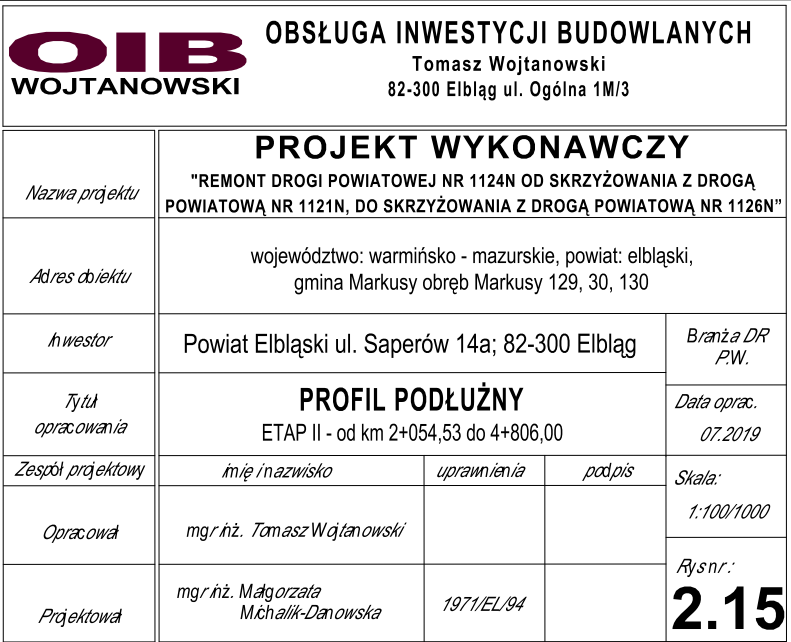 OIB
WOJTANOWSKI
OBSŁUGA INWESTYCJI BUDOWLANYCH
Tomasz Wojtanowski
82-300 Elbląg ul. Ogólna 1M/3
Nazwa projektu
PROJEKT WYKONAWCZY
"REMONT DROGI POWIATOWEJ NR 1124N OD SKRZYŻOWANIA Z DROGĄ
POWIATOWĄ NR 1121N, DO SKRZYŻOWANIA Z DROGĄ POWIATOWĄ NR 1126N”
Adres obiektu
województwo: warmińsko - mazurskie, powiat: elbląski,
gmina Markusy obręb Markusy 129, 30, 130
Inwestor
Powiat Elbląski ul. Saperów 14a; 82-300 Elbląg
Branża DR
P.W.
Tytuł
opracowania
PROFIL PODŁUŻNY
ETAP II - od km 2+054,53 do 4+806,00
Data oprac.
07.2019
Zespół projektowy
imię i nazwisko
uprawnienia
podpis
Skala:
1:100/1000
Opracował
mgr inż. Tomasz Wojtanowski
Projektował
mgr inż. Małgorzata
Michalik-Danowska
1971/EL/94
Rys nr:
2.15